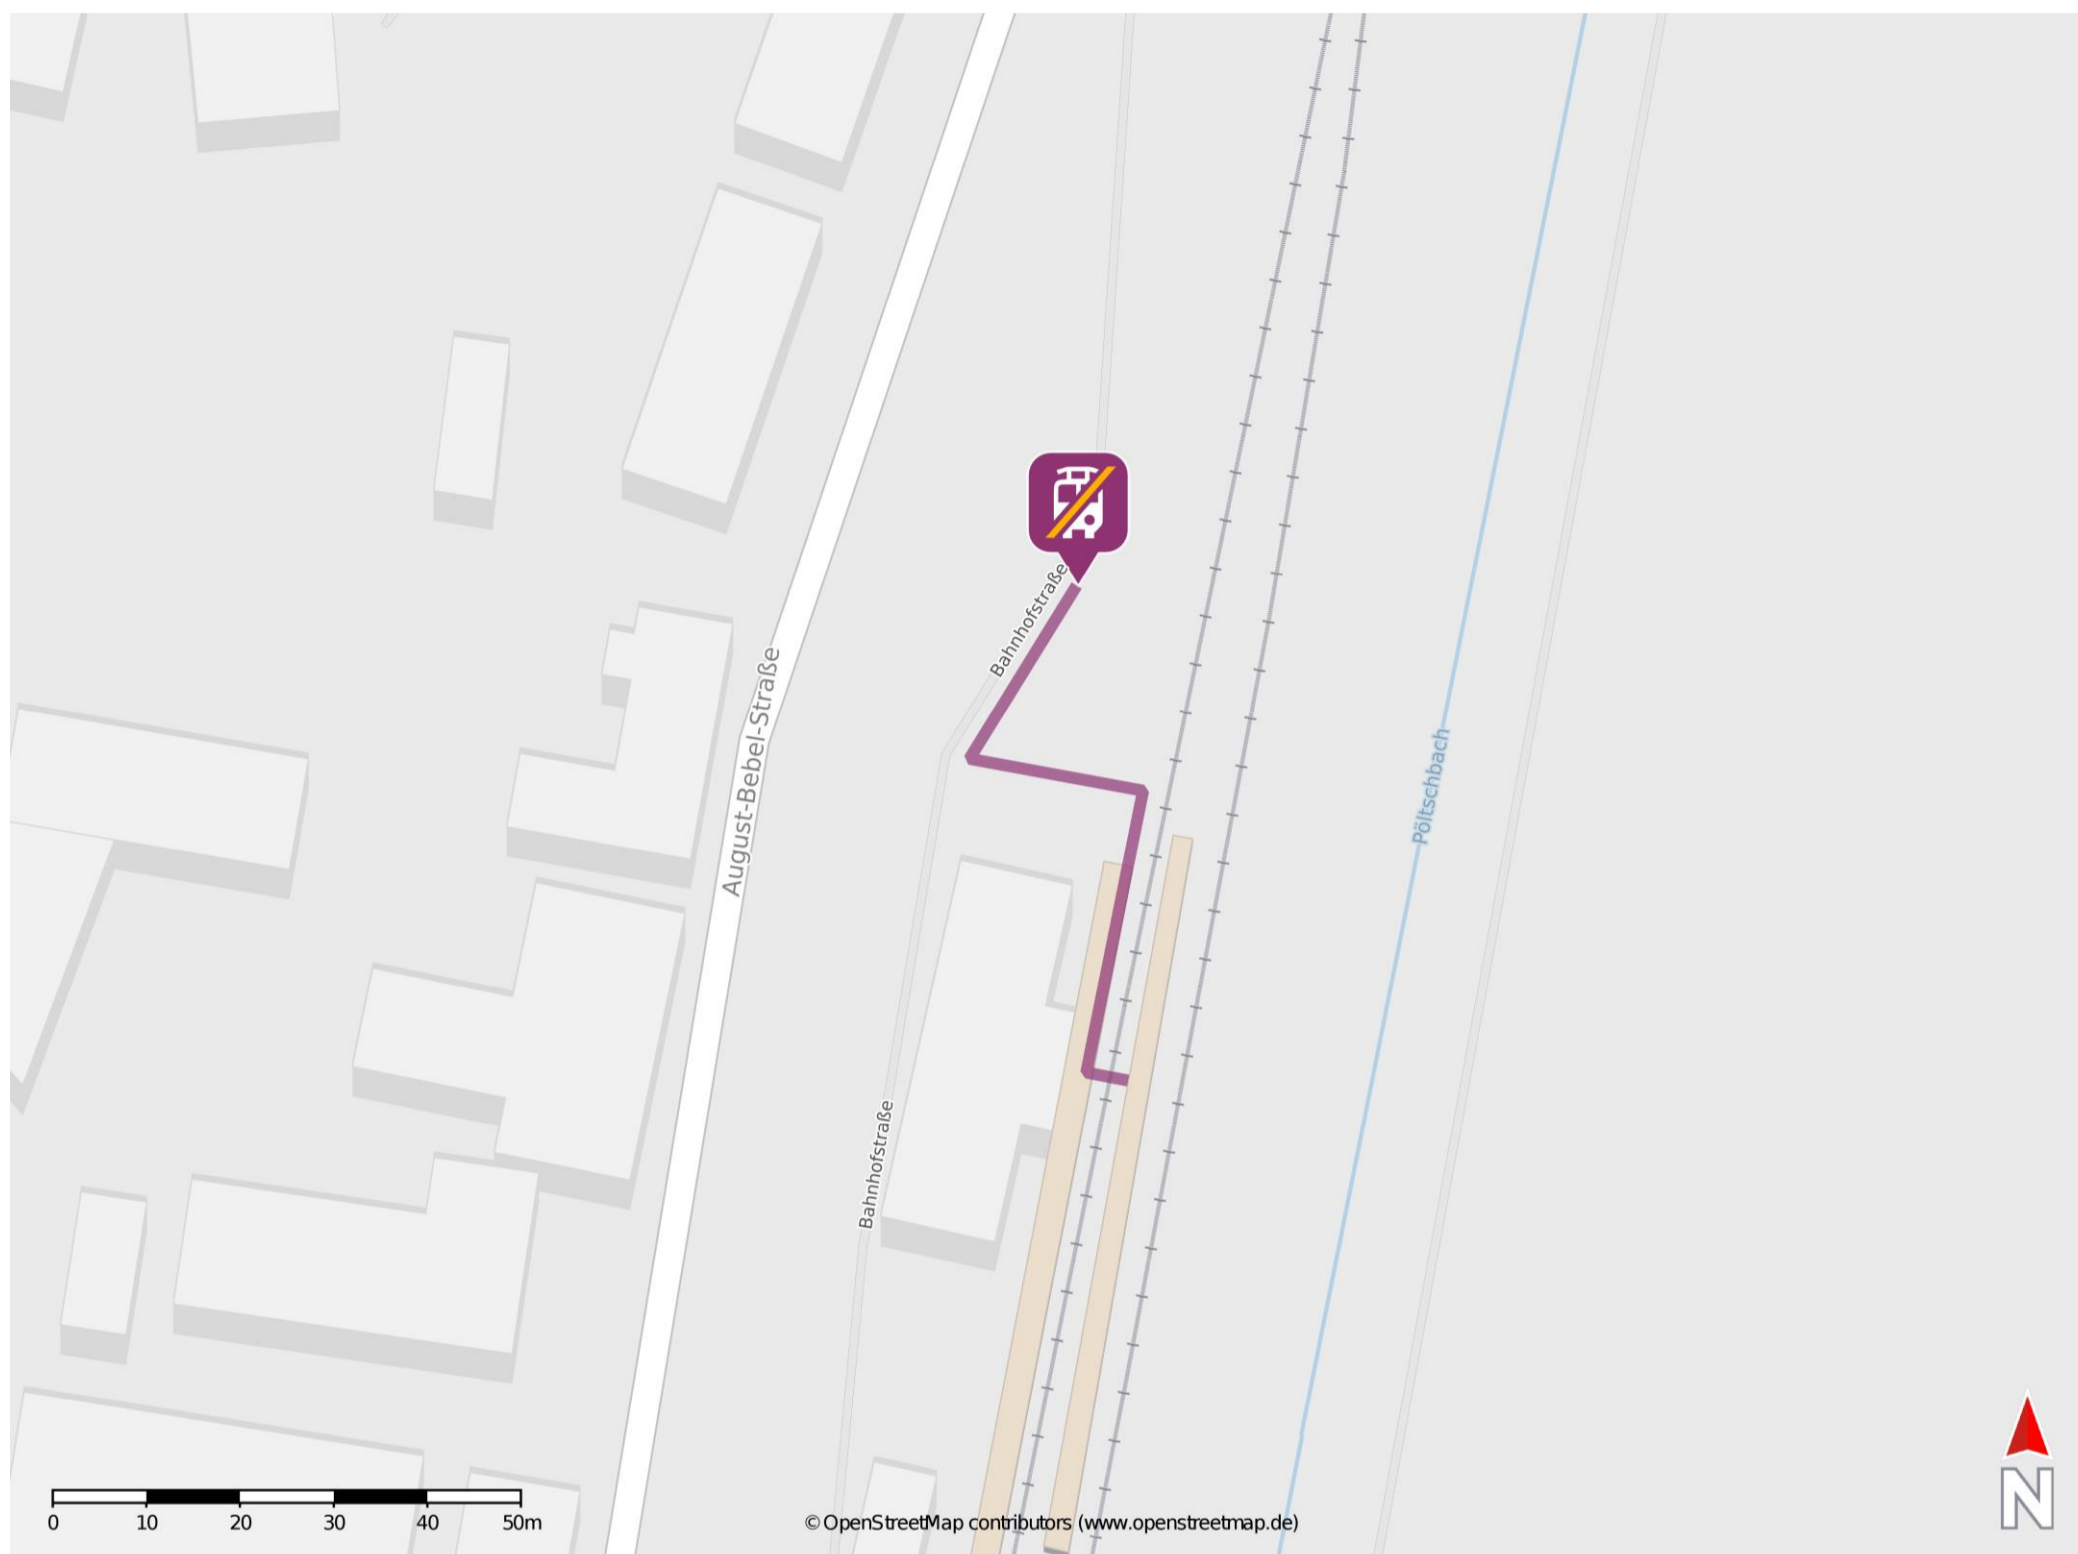 Bahnhofstraße
August-Bebel-Straße
Pöltschbach
Bahnhofstraße
0 10 20 30 40 50m
© OpenStreetMap contributors (www.openstreetmap.de)
N